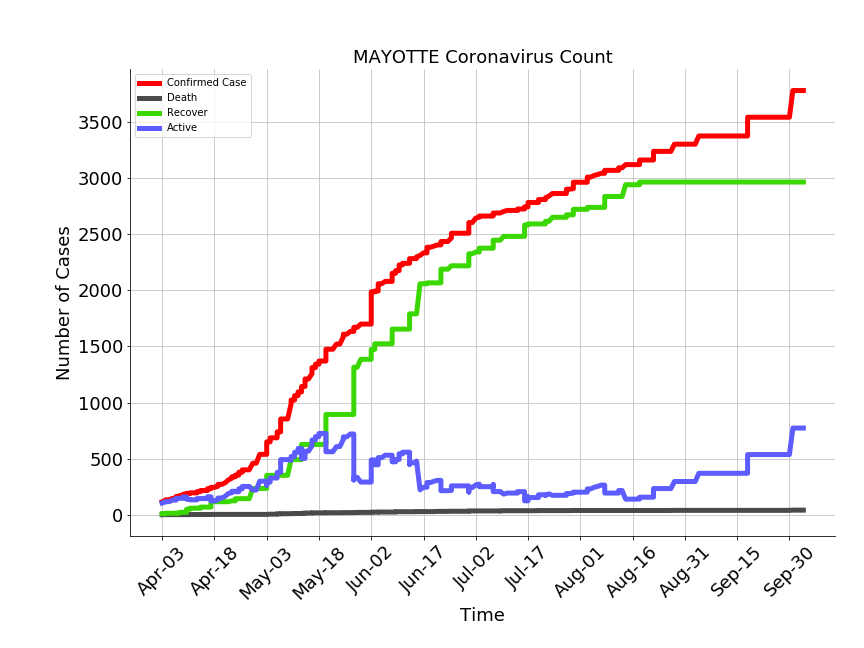 MAYOTTE Coronavirus Count
Confirmed Case
Death
Recover
Active
3500
3000
2500
2000
1500
1000
500
0
Number of Cases
Apr-03
Apr-18
May-03
May-18
Jun-02
Jun-17
Jul-02
Jul-17
Aug-01
Aug-16
Aug-31
Sep-15
Sep-30
Time